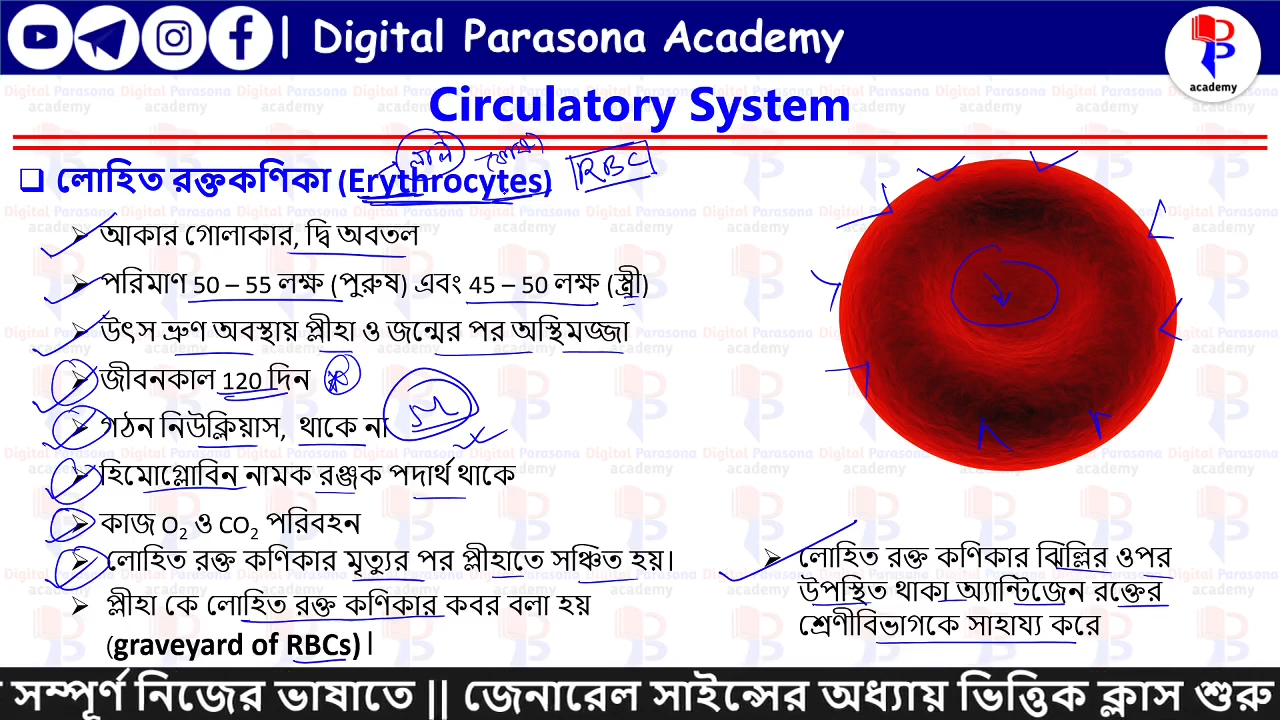 | Digital Parasona Academy
academy
Circulatory System
লাল কোষ RBC
লোহিত রক্তকণিকা (Erythrocytes)
আকার গোলাকার, দ্বি অবতল
পরিমাণ 50 – 55 লক্ষ (পুরুষ) এবং 45 – 50 লক্ষ (স্ত্রী)
উৎস ভ্রুণ অবস্থায় প্লীহা ও জন্মের পর অস্থিমজ্জা
জীবনকাল 120 দিন
গঠন নিউক্লিয়াস, থাকে না
হিমোগ্লোবিন নামক রঞ্জক পদার্থ থাকে
কাজ O₂ ও CO₂ পরিবহন
লোহিত রক্ত কণিকার মৃত্যুর পর প্লীহাতে সঞ্চিত হয়।
প্লীহা কে লোহিত রক্ত কণিকার কবর বলা হয়
(graveyard of RBCs)।
লোহিত রক্ত কণিকার ঝিল্লির ওপর
উপস্থিত থাকা অ্যান্টিজেন রক্তের
শ্রেণীবিভাগকে সাহায্য করে
সম্পূর্ণ নিজের ভাষাতে || জেনারেল সাইন্সের অধ্যায় ভিত্তিক ক্লাস শুরু